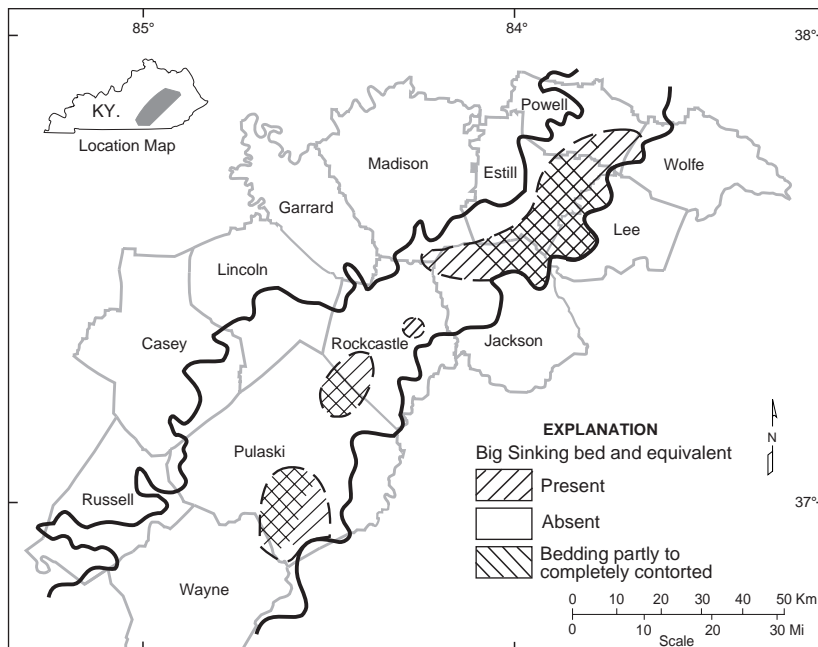 85°
84°
38°
KY.
Location Map
Powell
Madison
Estill
Wolfe
Garrard
Lee
Lincoln
Casey
Rockcastle
Jackson
Pulaski
Russell
Wayne
37°
N
EXPLANATION
Big Sinking bed and equivalent
Present
Absent
Bedding partly to
completely contorted
0 10 20 30 40 50 Km
0 10 20 30 Mi
Scale